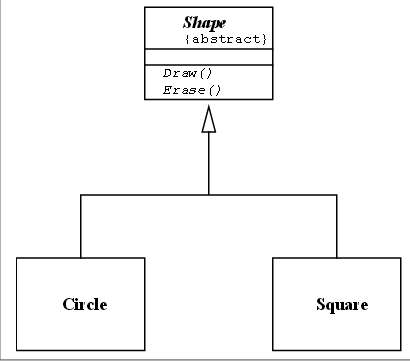 Shape
{abstract}
Draw()
Erase()
Circle
Square